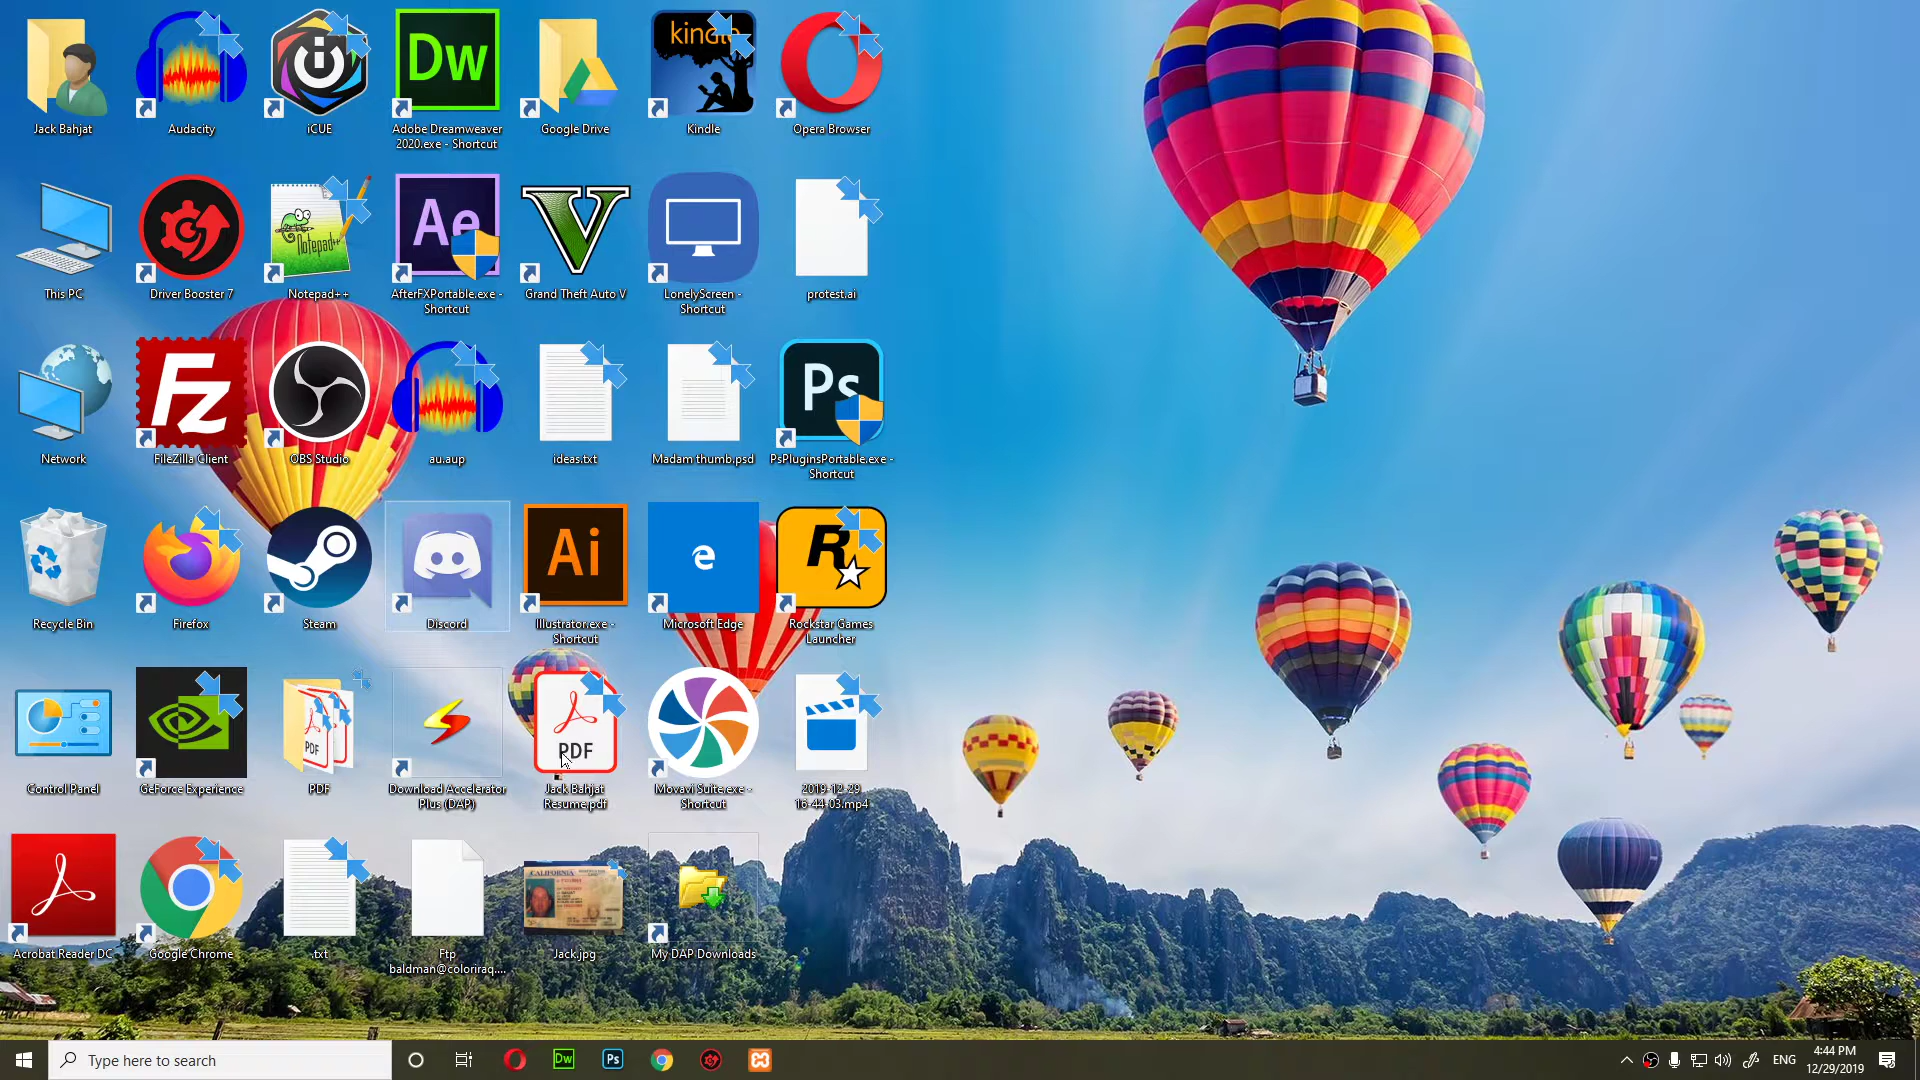 Jack Bahjat
Audacity
iCUE
Dw
Adobe Dreamweaver
2020.exe - Shortcut
Google Drive
kindle
Kindle
Opera Browser
This PC
Driver Booster 7
Notepad++
Notepad++
Ae
AfterFXPortable.exe -
Shortcut
V
Grand Theft Auto V
LonelyScreen -
Shortcut
protest.ai
Network
Fz
FileZilla Client
OBS Studio
au.aup
ideas.txt
Madam thumb.psd
Ps
PsPluginsPortable.exe -
Shortcut
Recycle Bin
Firefox
Steam
Discord
Ai
Illustrator.exe -
Shortcut
e
Microsoft Edge
R
Rockstar Games
Launcher
Control Panel
GeForce Experience
PDF
PDF
Download Accelerator
Plus (DAP)
PDF
Jack Bahjat
Resume.pdf
Movavi Suite.exe -
Shortcut
2019-12-29
16-44-03.mp4
Acrobat Reader DC
Google Chrome
.txt
Ftp
baldman@coloriraq....
CALIFORNIA
Jack.jpg
My DAP Downloads
Type here to search
Dw
Ps
ENG
4:44 PM
12/29/2019